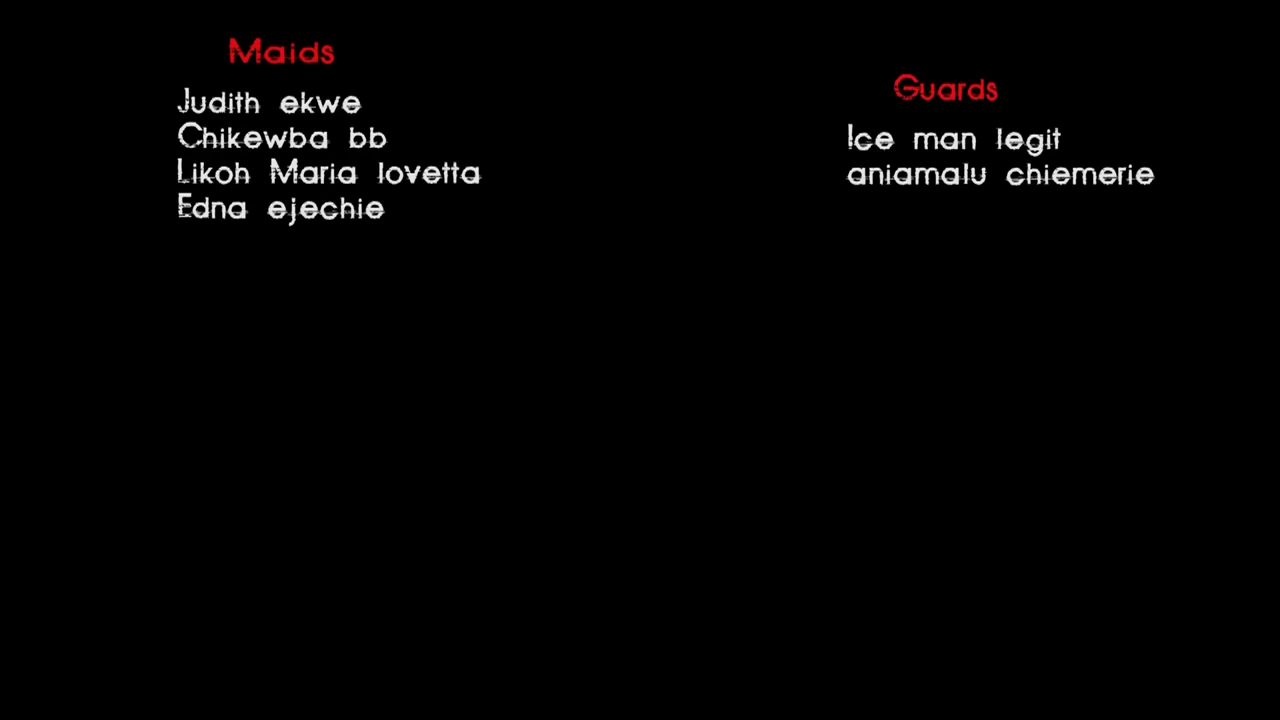 Maids
Judith ekwe
Chikewba bb
Likoh Maria lovetta
Edna ejechie
Guards
Ice man legit
aniamalu chiemerie